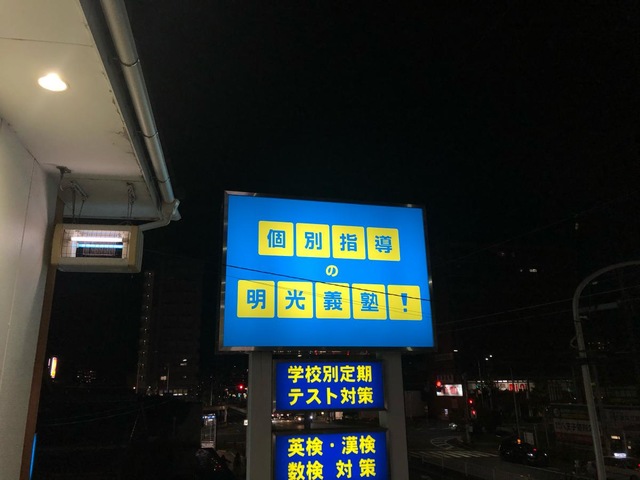 個別指導
の
明光義塾!
学校別定期
テスト対策
英検・漢検
数検 対策